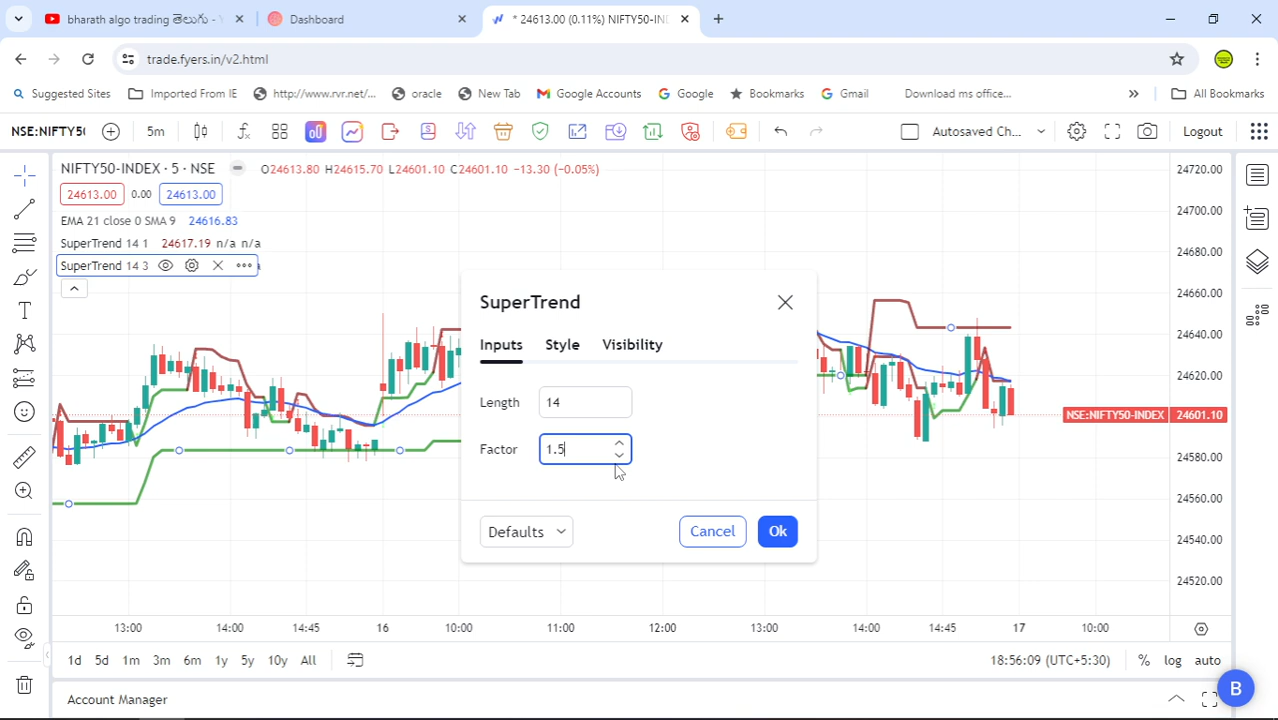 bharath algo trading తెలుగు -
Dashboard
* 24613.00 (0.11%) NIFTY50-IN
trade.fyers.in/v2.html
Suggested Sites
Imported From IE
http://www.rvr.net/...
oracle
New Tab
Google Accounts
Google
Bookmarks
Gmail
Download ms office...
»
All Bookmarks
NSE:NIFTY5(
5m
Autosaved Ch...
Logout
NIFTY50-INDEX · 5 · NSE
O24613.80 H24615.70 L24601.10 C24601.10 -13.30 (-0.05%)
24613.00 0.00 24613.00
EMA 21 close 0 SMA 9 24616.83
SuperTrend 14 1 24617.19 n/a n/a
SuperTrend 14 3
SuperTrend
Inputs Style Visibility
Length 14
Factor 1.5
Defaults
Cancel
Ok
24720.00
24700.00
24680.00
24660.00
24640.00
24620.00
NSE:NIFTY50-INDEX 24601.10
24580.00
24560.00
24540.00
24520.00
13:00 14:00 14:45 16 10:00 11:00 12:00 13:00 14:00 14:45 17 10:00
1d 5d 1m 3m 6m 1y 5y 10y All
18:56:09 (UTC+5:30) % log auto
Account Manager
B